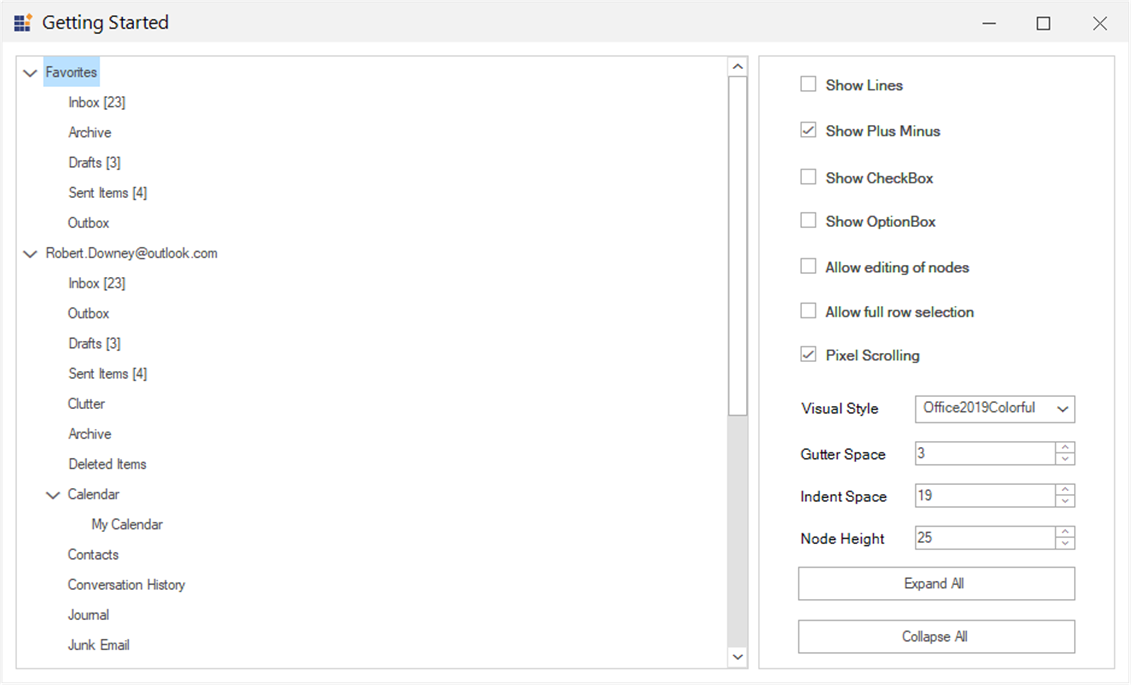 Getting Started
Favorites
Inbox [23]
Archive
Drafts [3]
Sent Items [4]
Outbox
Robert.Downey@outlook.com
Inbox [23]
Outbox
Drafts [3]
Sent Items [4]
Clutter
Archive
Deleted Items
Calendar
My Calendar
Contacts
Conversation History
Journal
Junk Email
Show Lines
Show Plus Minus
Show CheckBox
Show OptionBox
Allow editing of nodes
Allow full row selection
Pixel Scrolling
Visual Style Office2019Colorful
Gutter Space 3
Indent Space 19
Node Height 25
Expand All
Collapse All